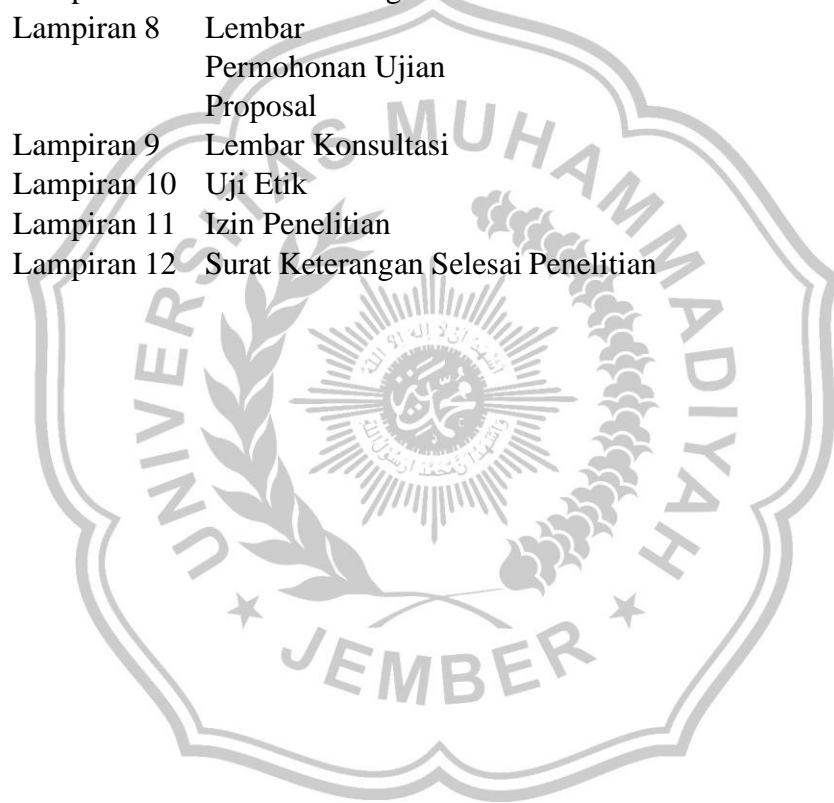 Lampiran 8 Lembar
Permohonan Ujian
Proposal
Lampiran 9 Lembar Konsultasi
Lampiran 10 Uji Etik
Lampiran 11 Izin Penelitian
Lampiran 12 Surat Keterangan Selesai Penelitian
UNIVERSITAS MUHAMMADIYAH
JEMBER